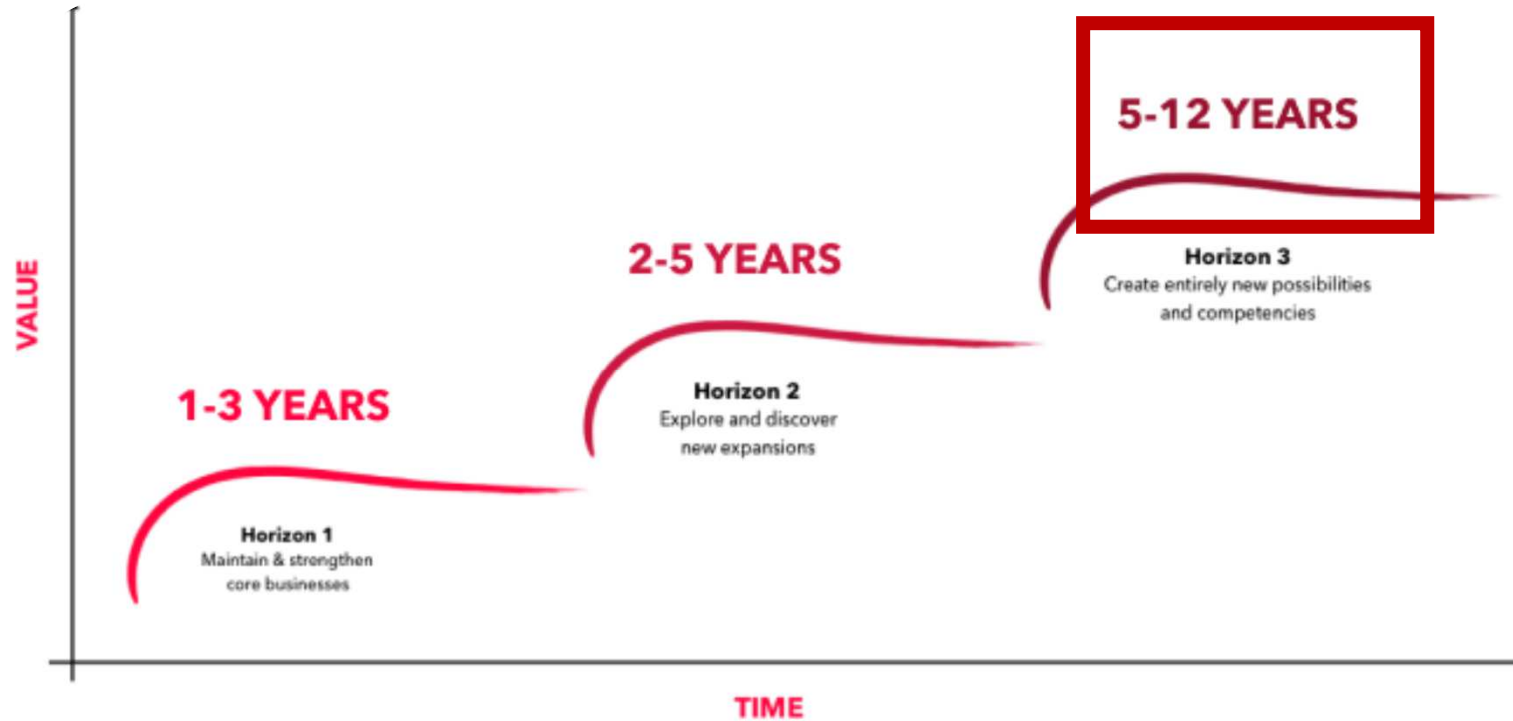 5-12 YEARS
Horizon 3
Create entirely new possibilities
and competencies
2-5 YEARS
Horizon 2
Explore and discover
new expansions
1-3 YEARS
Horizon 1
Maintain & strengthen
core businesses
VALUE
TIME